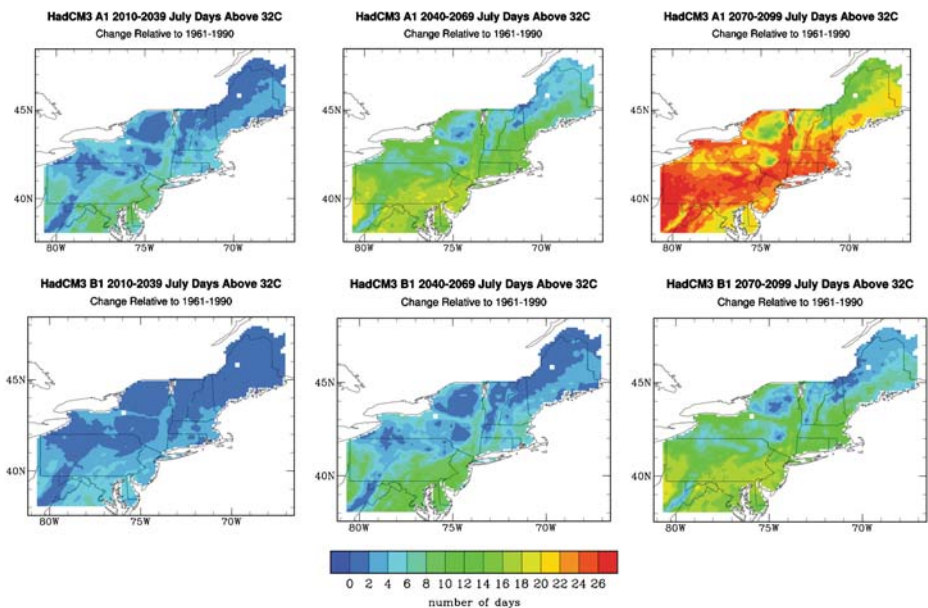 HadCM3 A1 2010-2039 July Days Above 32C
Change Relative to 1961-1990
45N
40N
80W 75W 70W
HadCM3 A1 2040-2069 July Days Above 32C
Change Relative to 1961-1990
45N
40N
80W 75W 70W
HadCM3 A1 2070-2099 July Days Above 32C
Change Relative to 1961-1990
45N
40N
80W 75W 70W
HadCM3 B1 2010-2039 July Days Above 32C
Change Relative to 1961-1990
45N
40N
80W 75W 70W
HadCM3 B1 2040-2069 July Days Above 32C
Change Relative to 1961-1990
45N
40N
80W 75W 70W
HadCM3 B1 2070-2099 July Days Above 32C
Change Relative to 1961-1990
45N
40N
80W 75W 70W
0 2 4 6 8 10 12 14 16 18 20 22 24 26
number of days